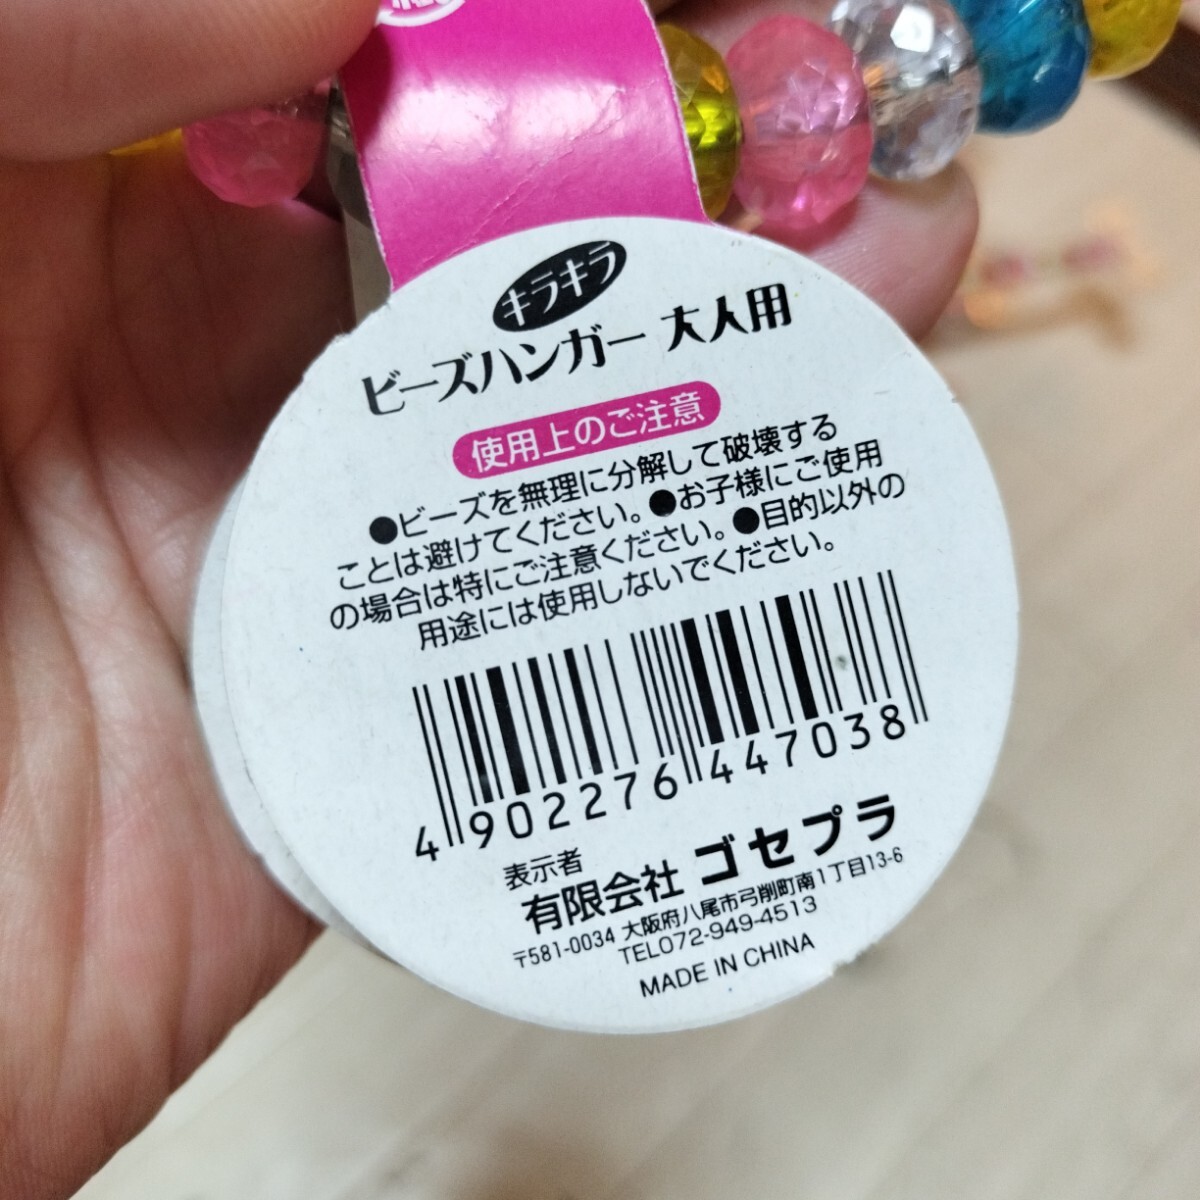 キラキラ
ビーズハンガー 大人用
使用上のご注意
●ビーズを無理に分解して破壊する
ことは避けてください。●お子様にご使用
の場合は特にご注意ください。●目的以外の
用途には使用しないでください。
4 902276 447038
表示者
有限会社 ゴセプラ
〒581-0034 大阪府八尾市弓削町南1丁目13-6
TEL072-949-4513
MADE IN CHINA